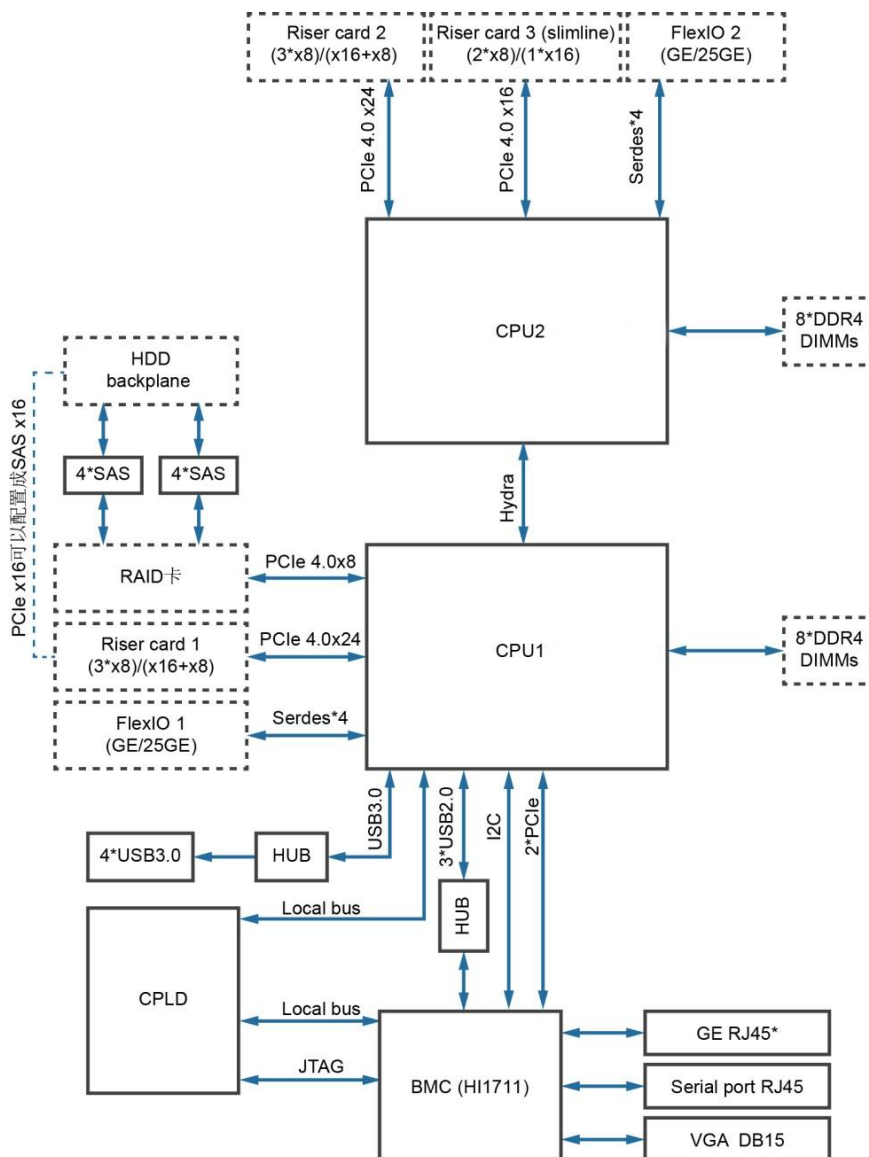 Riser card 2
(3*x8)/(x16+x8)
Riser card 3 (slimline)
(2*x8)/(1*x16)
FlexIO 2
(GE/25GE)
PCIe 4.0 x24
PCIe 4.0 x16
Serdes*4
CPU2
8*DDR4
DIMMs
HDD
backplane
PCIe x16可以配置成SAS x16
4*SAS
4*SAS
Hydra
RAID卡
PCIe 4.0x8
Riser card 1
(3*x8)/(x16+x8)
PCIe 4.0x24
CPU1
8*DDR4
DIMMs
FlexIO 1
(GE/25GE)
Serdes*4
USB3.0
3*USB2.0
I2C
2*PCIe
4*USB3.0
HUB
Local bus
HUB
CPLD
Local bus
JTAG
BMC (HI1711)
GE RJ45*
Serial port RJ45
VGA DB15